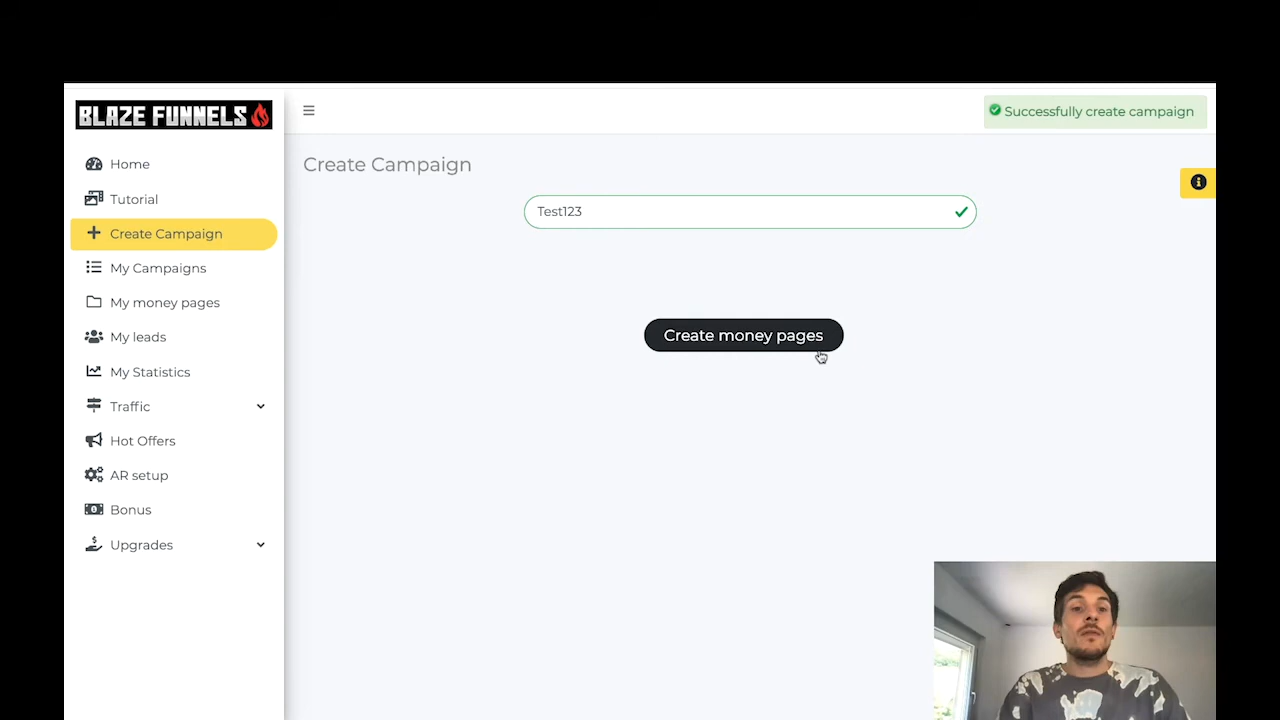 BLAZE FUNNELS
Successfully create campaign
Create Campaign
Test123
Home
Tutorial
Create Campaign
My Campaigns
My money pages
My leads
My Statistics
Traffic
Hot Offers
AR setup
Bonus
Upgrades
Create money pages